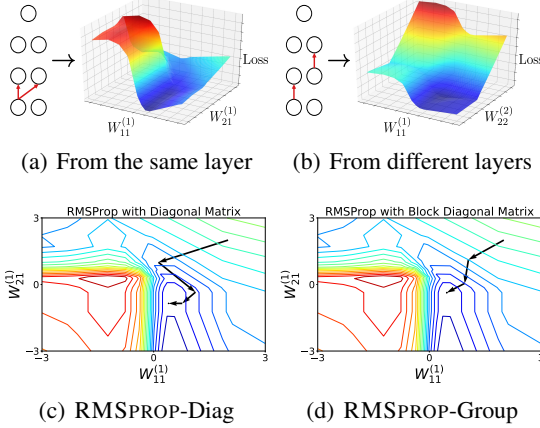 Loss
W_{11}^{(1)}
W_{21}^{(1)}
(a) From the same layer
Loss
W_{11}^{(1)}
W_{22}^{(2)}
(b) From different layers
RMSProp with Diagonal Matrix
3
0
−3
W_{21}^{(1)}
−3 0 3
W_{11}^{(1)}
(c) RMSPROP-Diag
RMSProp with Block Diagonal Matrix
3
0
−3
W_{21}^{(1)}
−3 0 3
W_{11}^{(1)}
(d) RMSPROP-Group